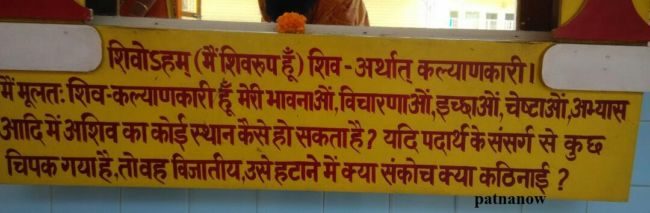 शिवोऽहम् (मैं शिवरुप हूँ) शिव - अर्थात् कल्याणकारी।
मैं मूलतः शिव-कल्याणकारी हूँ मेरी भावनाओं,विचारणाओं,इच्छाओं,चेष्टाओं,अभ्यास
आदि में अशिव का कोई स्थान कैसे हो सकता है? यदि पदार्थ के संसर्ग से कुछ
चिपक गया है,तो वह विजातीय,उसे हटाने में क्या संकोच क्या कठिनाई ?
patnanow